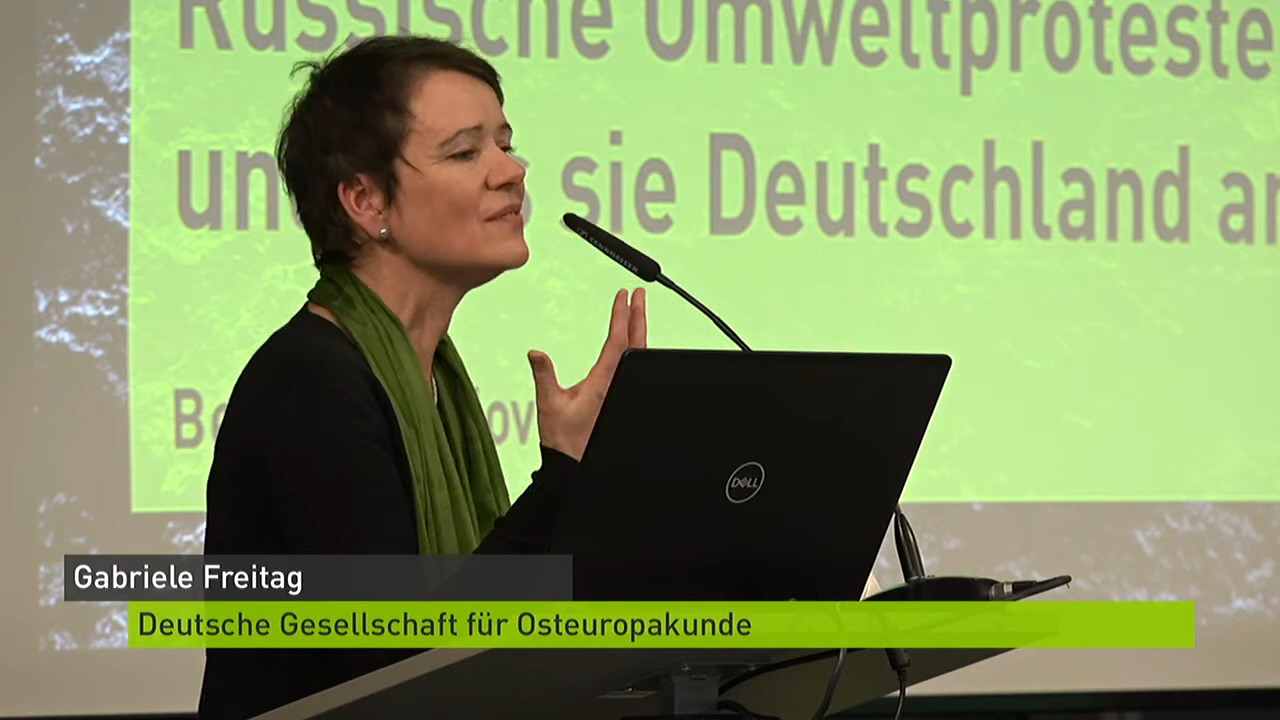 Russische Umweltproteste
sie Deutschland
SENNHEISER
DELL
Gabriele Freitag
Deutsche Gesellschaft für Osteuropakunde